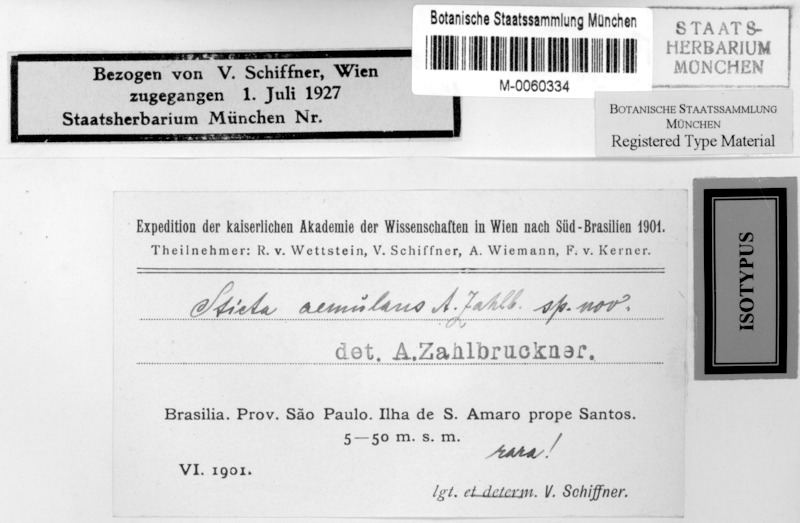 Botanische Staatssammlung München
M-0060334
STAATS-
HERBARIUM
MÜNCHEN
Bezogen von V. Schiffner, Wien
zugegangen 1. Juli 1927
Staatsherbarium München Nr.
BOTANISCHE STAATSSAMMLUNG
MÜNCHEN
Registered Type Material
ISOTYPUS
Expedition der kaiserlichen Akademie der Wissenschaften in Wien nach Süd-Brasilien 1901.
Theilnehmer: R. v. Wettstein, V. Schiffner, A. Wiemann, F. v. Kerner.
Sticta aemulans A. Zahlb. sp. nov.
det. A.Zahlbruckner.
Brasilia. Prov. São Paulo. Ilha de S. Amaro prope Santos.
5—50 m. s. m.
rara!
VI. 1901.
lgt. et determ. V. Schiffner.